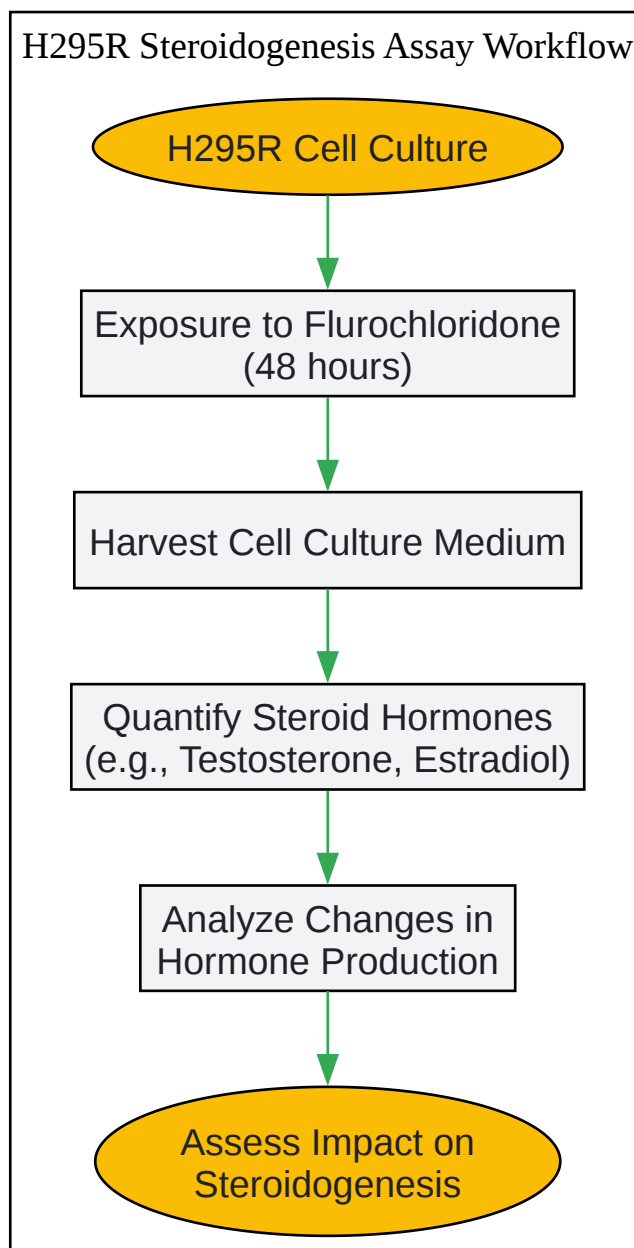 H295R Steroidogenesis Assay Workflow
H295R Cell Culture
Exposure to Flurochloridone
(48 hours)
Harvest Cell Culture Medium
Quantify Steroid Hormones
(e.g., Testosterone, Estradiol)
Analyze Changes in
Hormone Production
Assess Impact on
Steroidogenesis